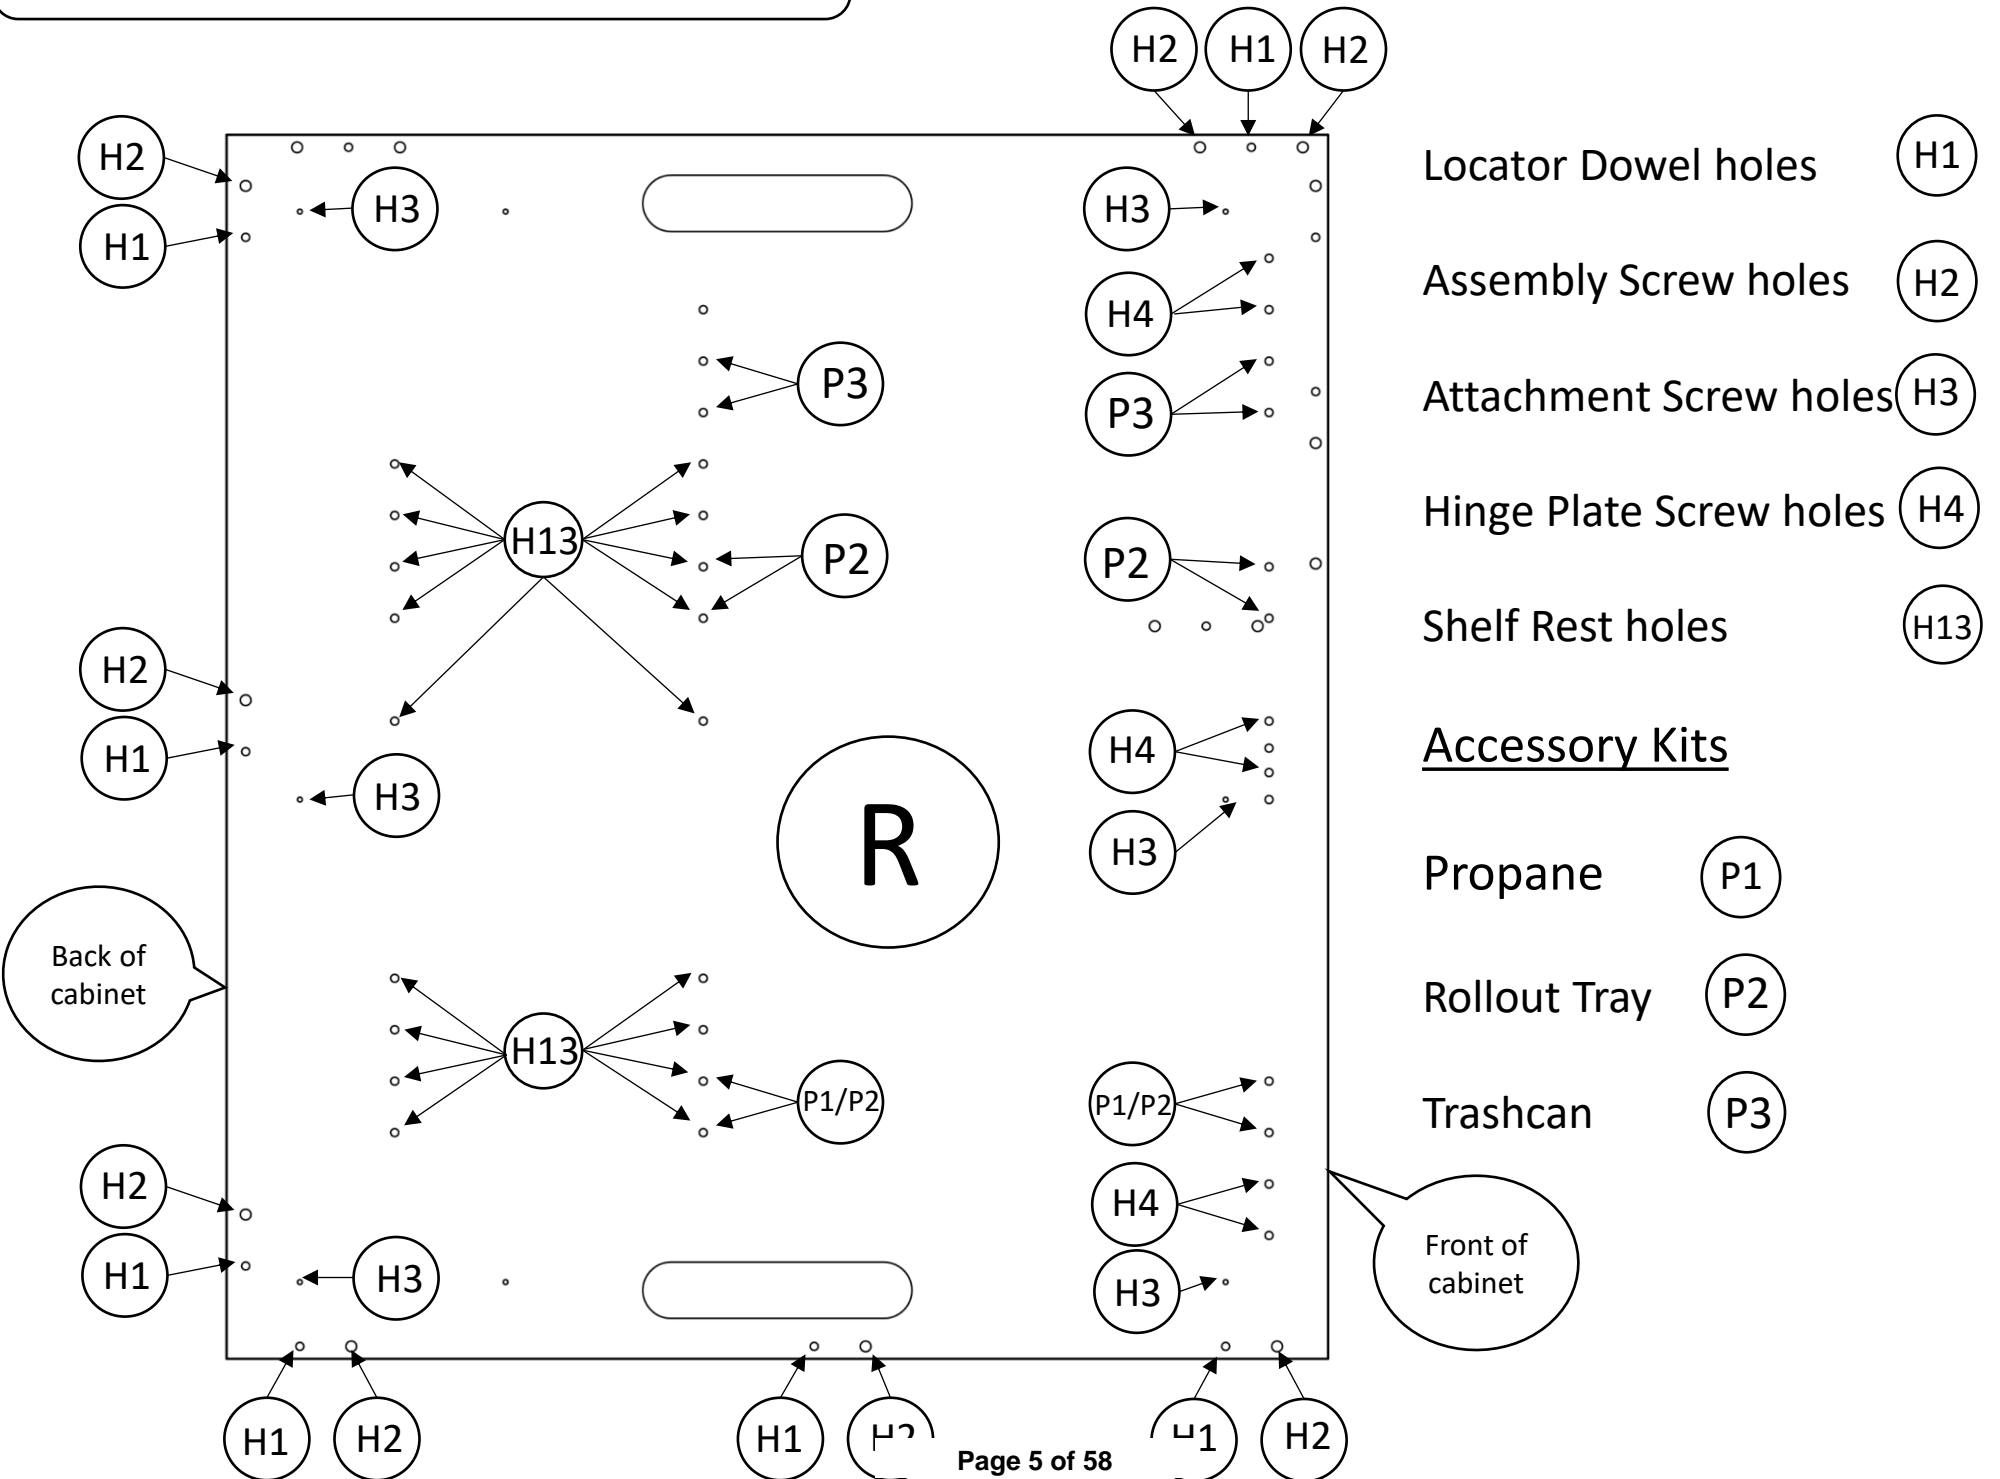 H2 H1 H2
H2
H1
H3
H3
H4
P3
P3
H13
P2
P2
H2
H1
H4
H3
H3
R
Back of
cabinet
H13
P1/P2
P1/P2
H2
H4
H1
H3
H3
H1
H2
H1
H2
H1
H2
Front of
cabinet
Locator Dowel holes H1
Assembly Screw holes H2
Attachment Screw holes H3
Hinge Plate Screw holes H4
Shelf Rest holes H13
Accessory Kits
Propane P1
Rollout Tray P2
Trashcan P3
Page 5 of 58